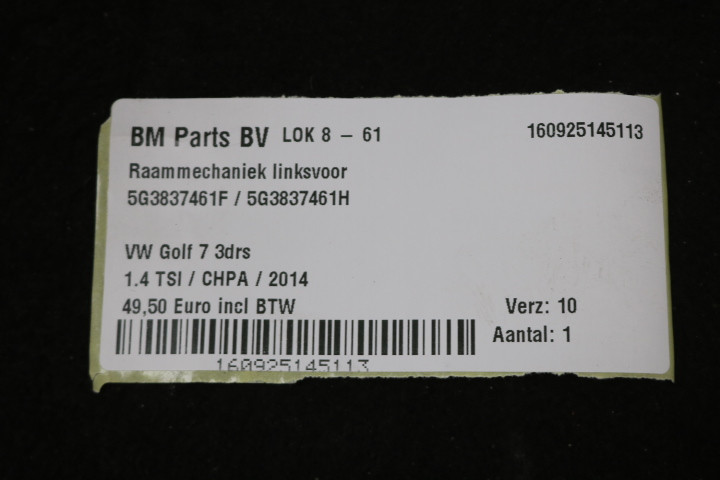 BM Parts BV LOK 8 - 61 160925145113
Raammechaniek linksvoor
5G3837461F / 5G3837461H
VW Golf 7 3drs
1.4 TSI / CHPA / 2014
49,50 Euro incl BTW Verz: 10
Aantal: 1
160925145113